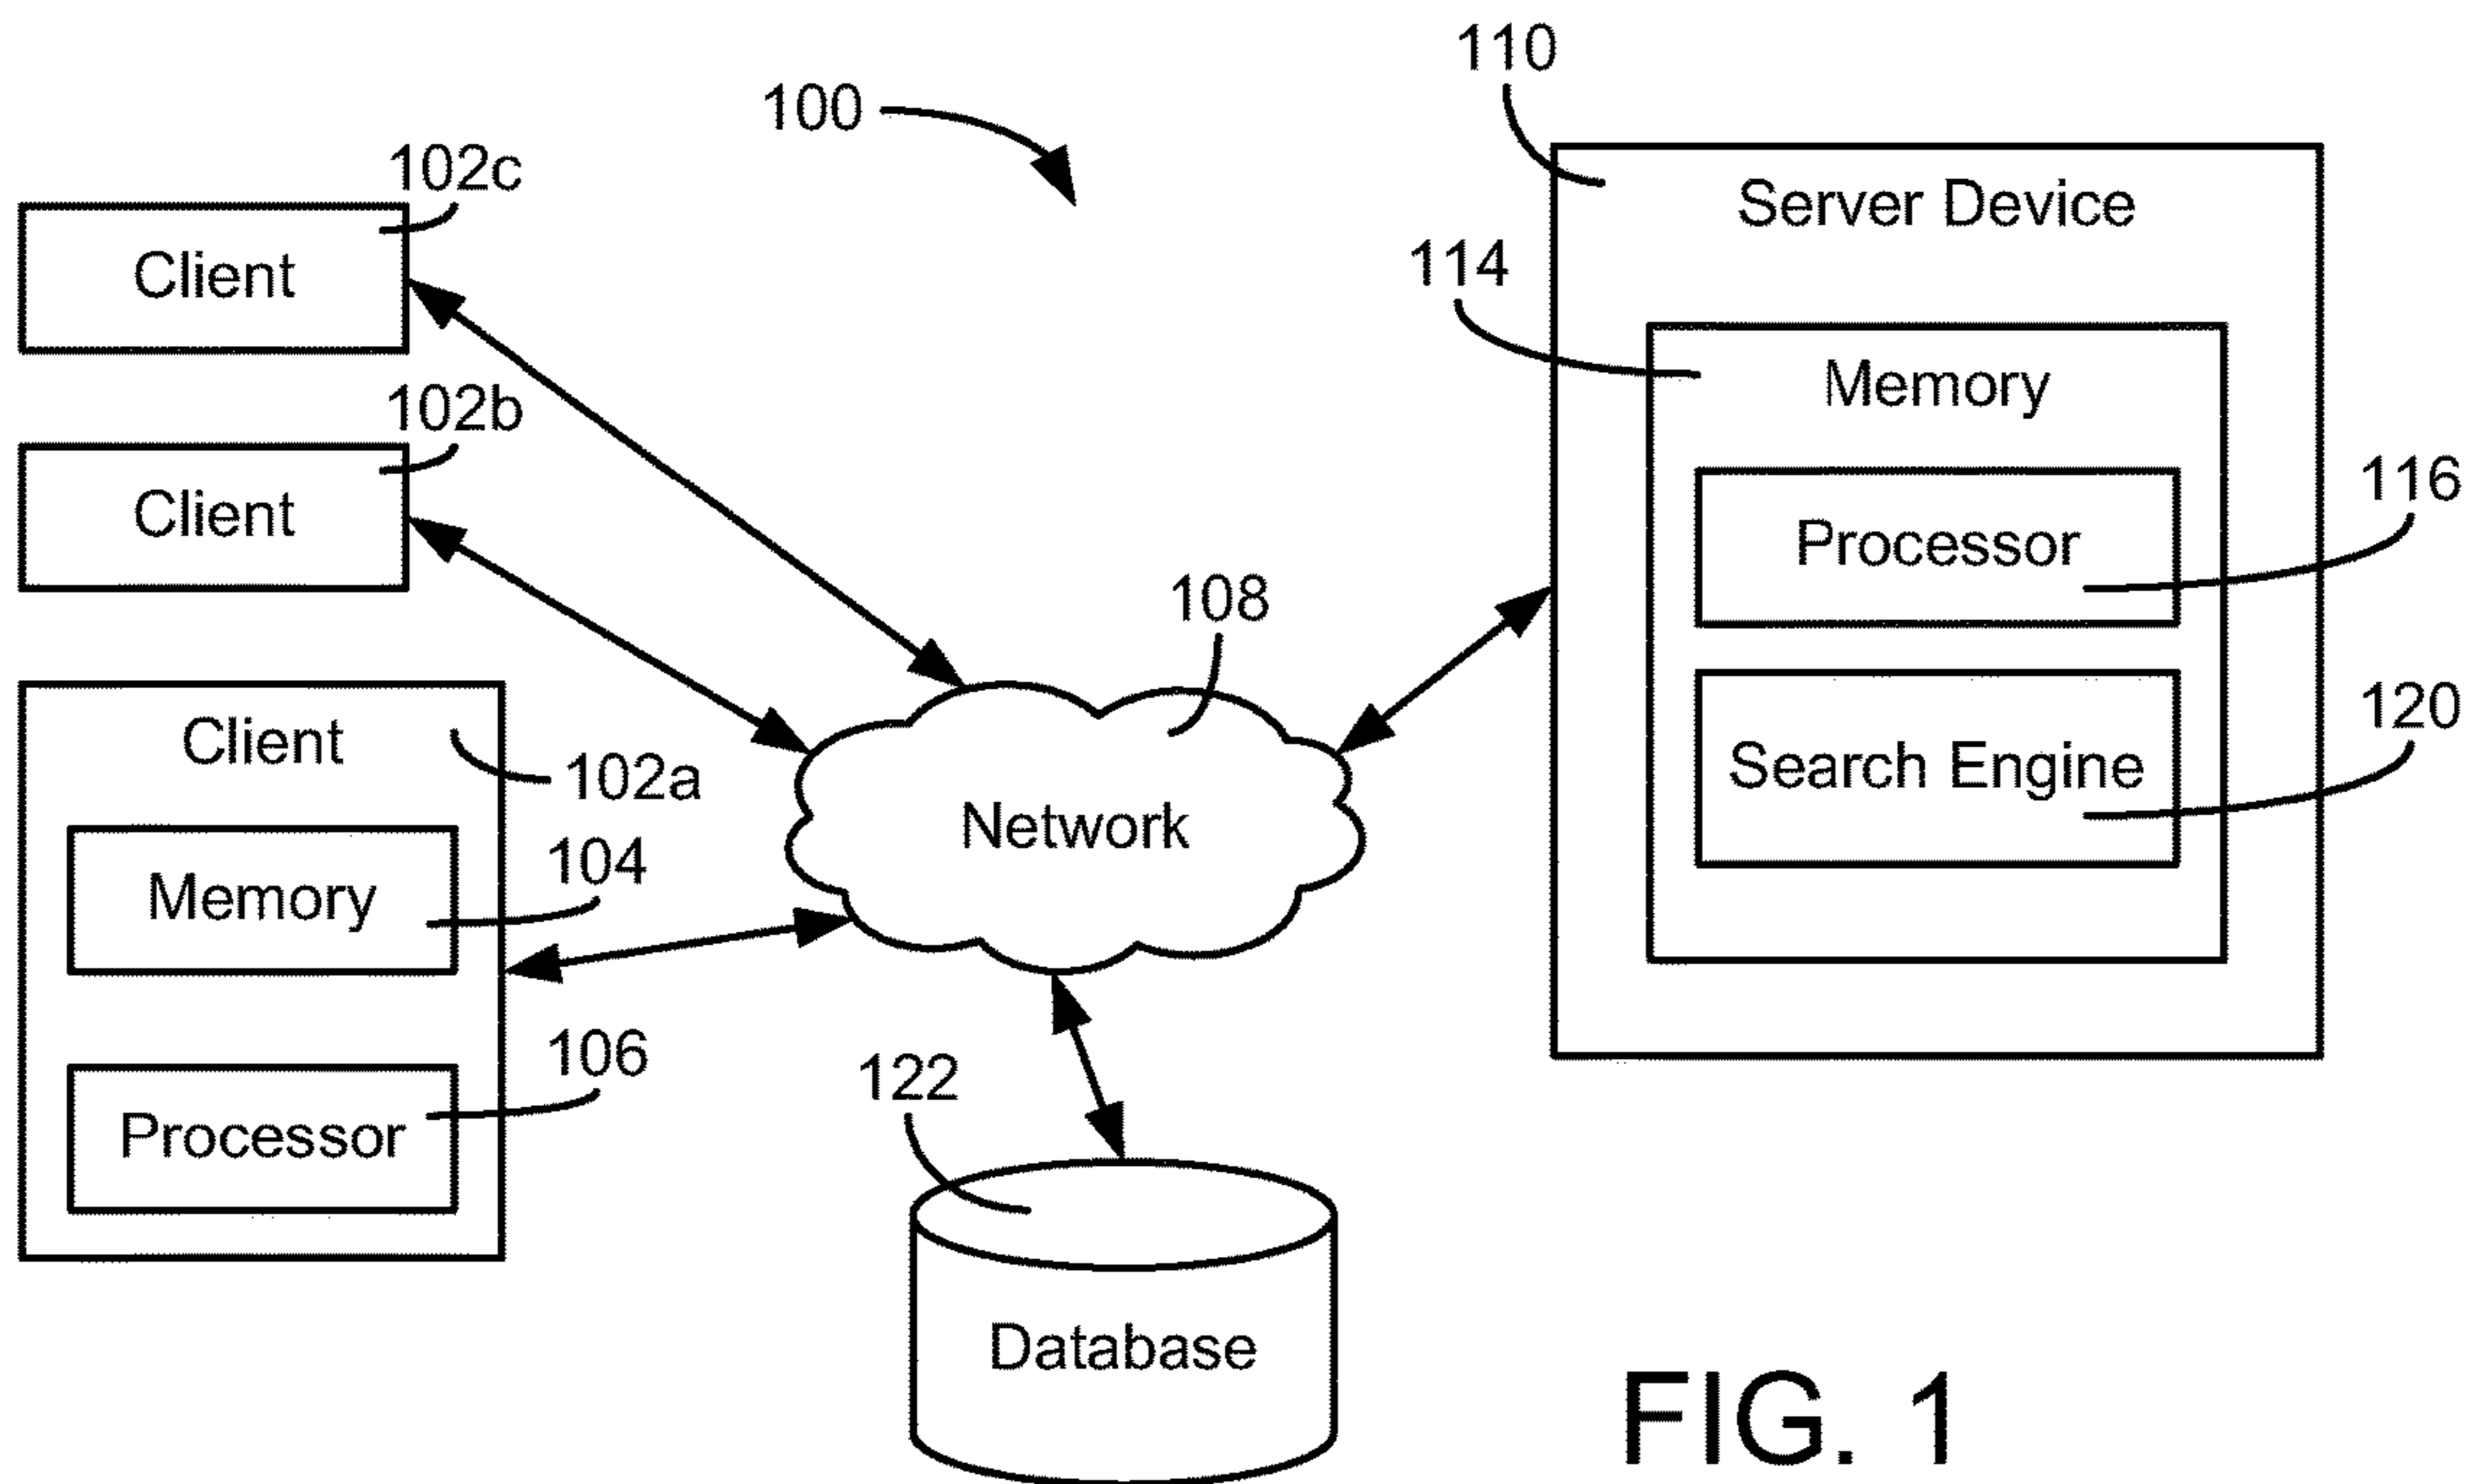 110
100
102c
Server Device
Client
114
Memory
102b
Client
116
Processor
108
Client
102a
120
Search Engine
Network
104
Memory
106
Processor
122
Database
FIG. 1